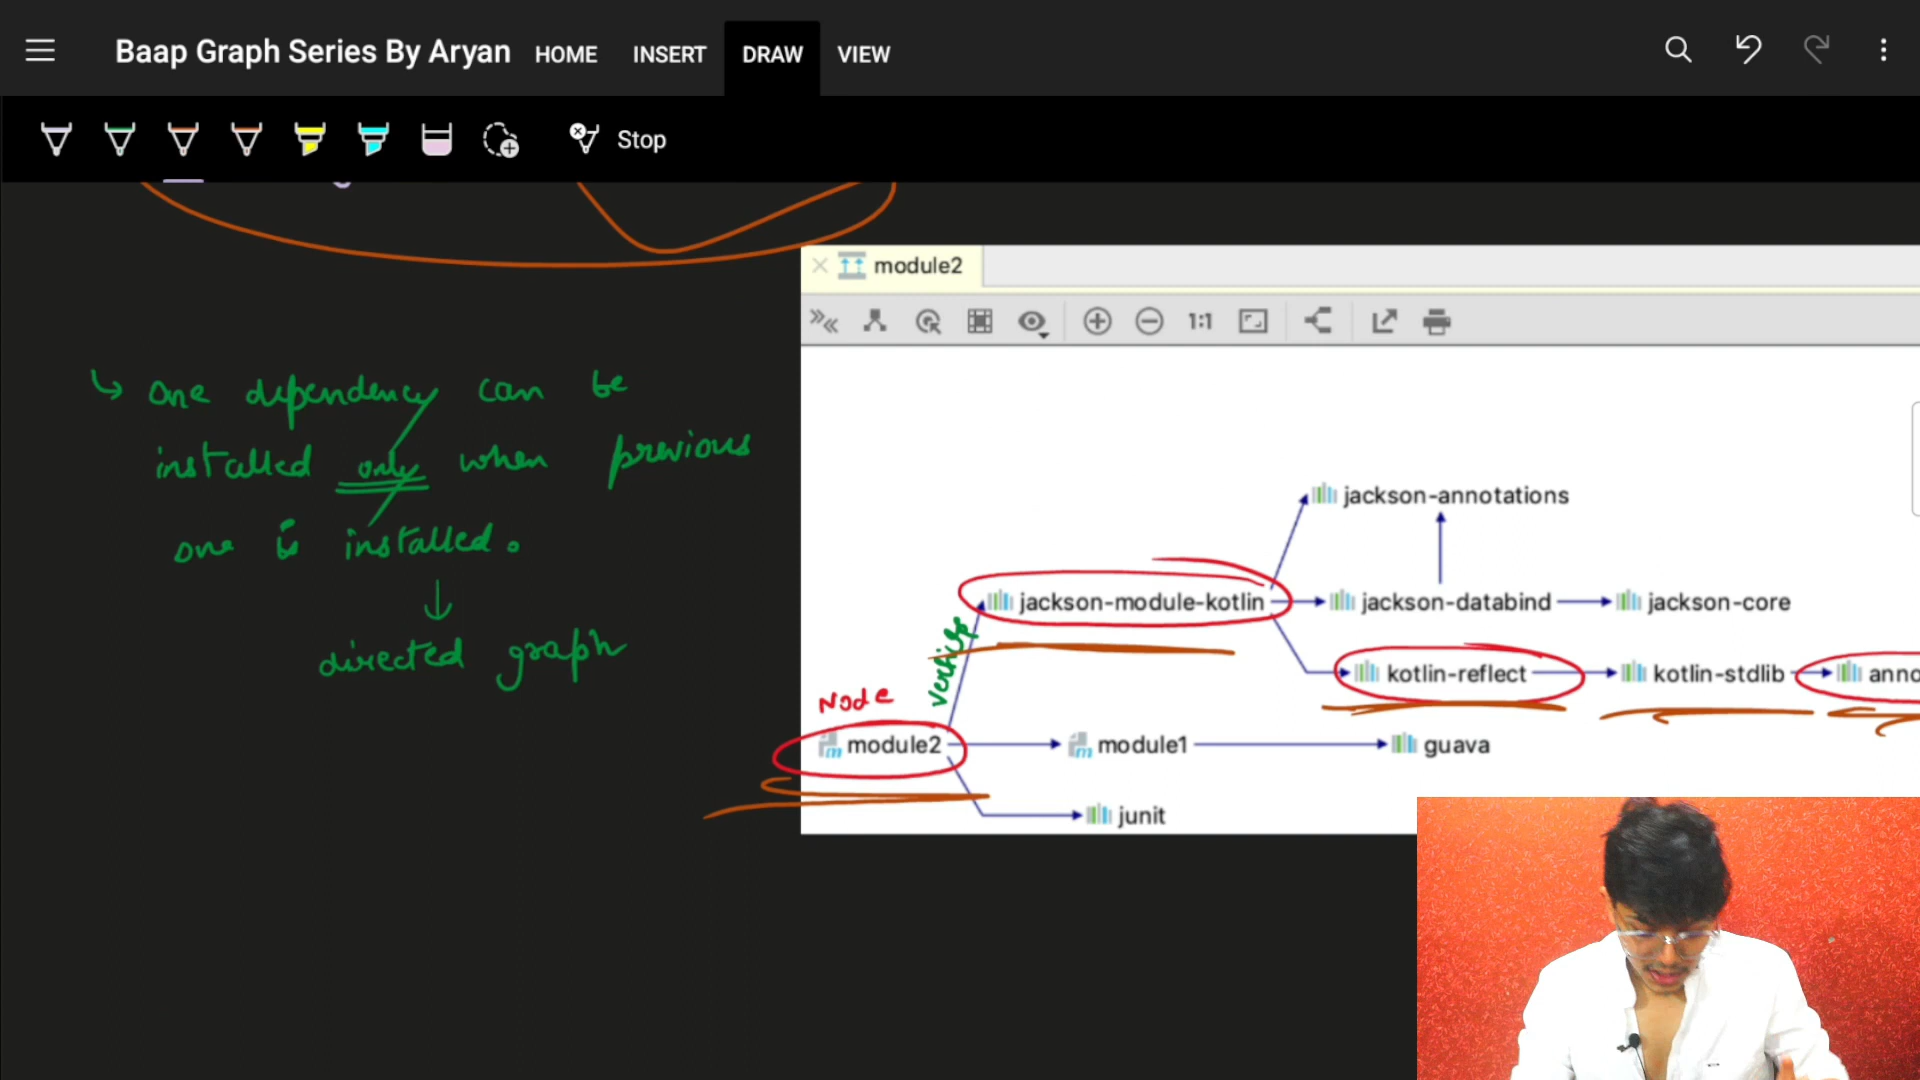 Baap Graph Series By Aryan HOME INSERT DRAW VIEW
Stop
one dependency can be
installed only when previous
one is installed.
directed graph
module2
1:1
jackson-annotations
jackson-module-kotlin jackson-databind jackson-core
kotlin-reflect kotlin-stdlib anno
Node
module2 module1 guava
junit